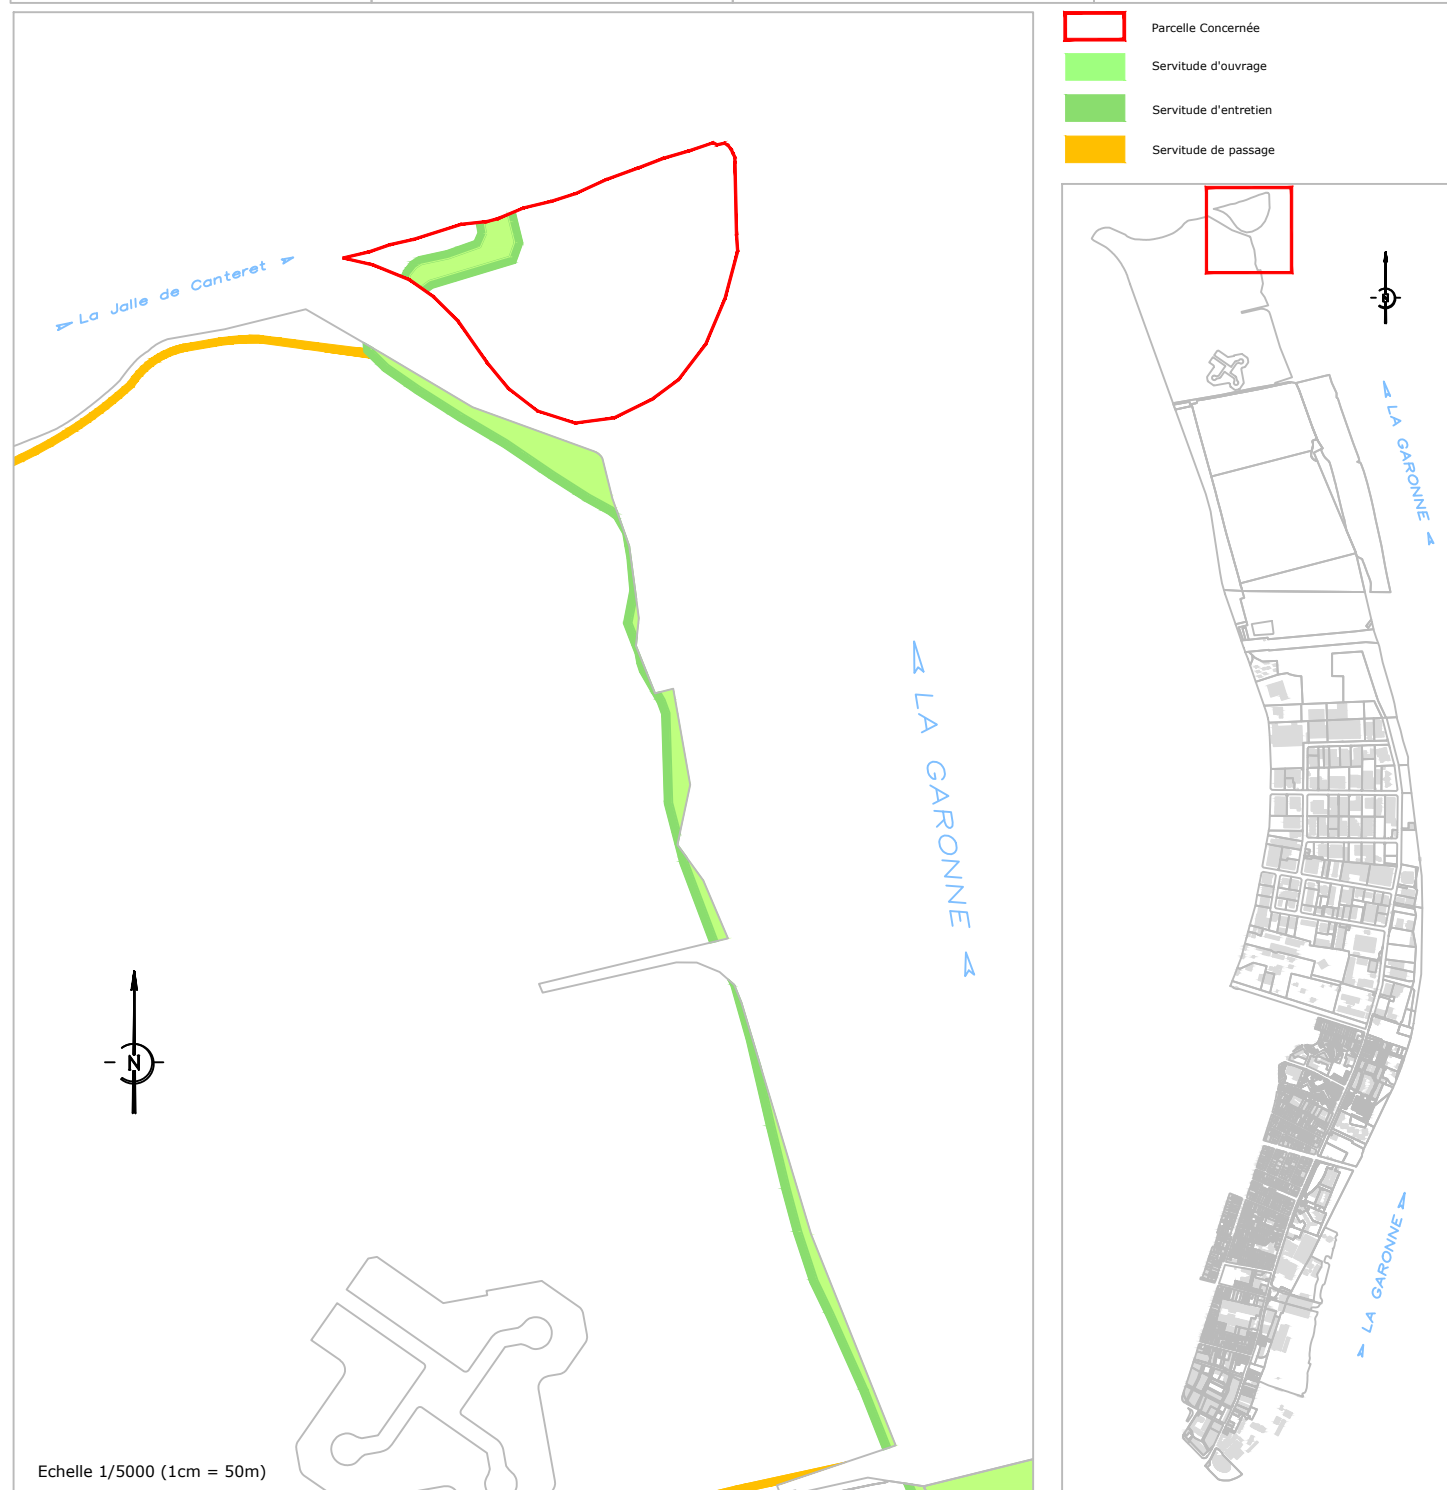 Parcelle Concernée
Servitude d'ouvrage
Servitude d'entretien
Servitude de passage
La Jalle de Canteret
LA GARONNE
N
Echelle 1/5000 (1cm = 50m)
N
LA GARONNE
LA GARONNE